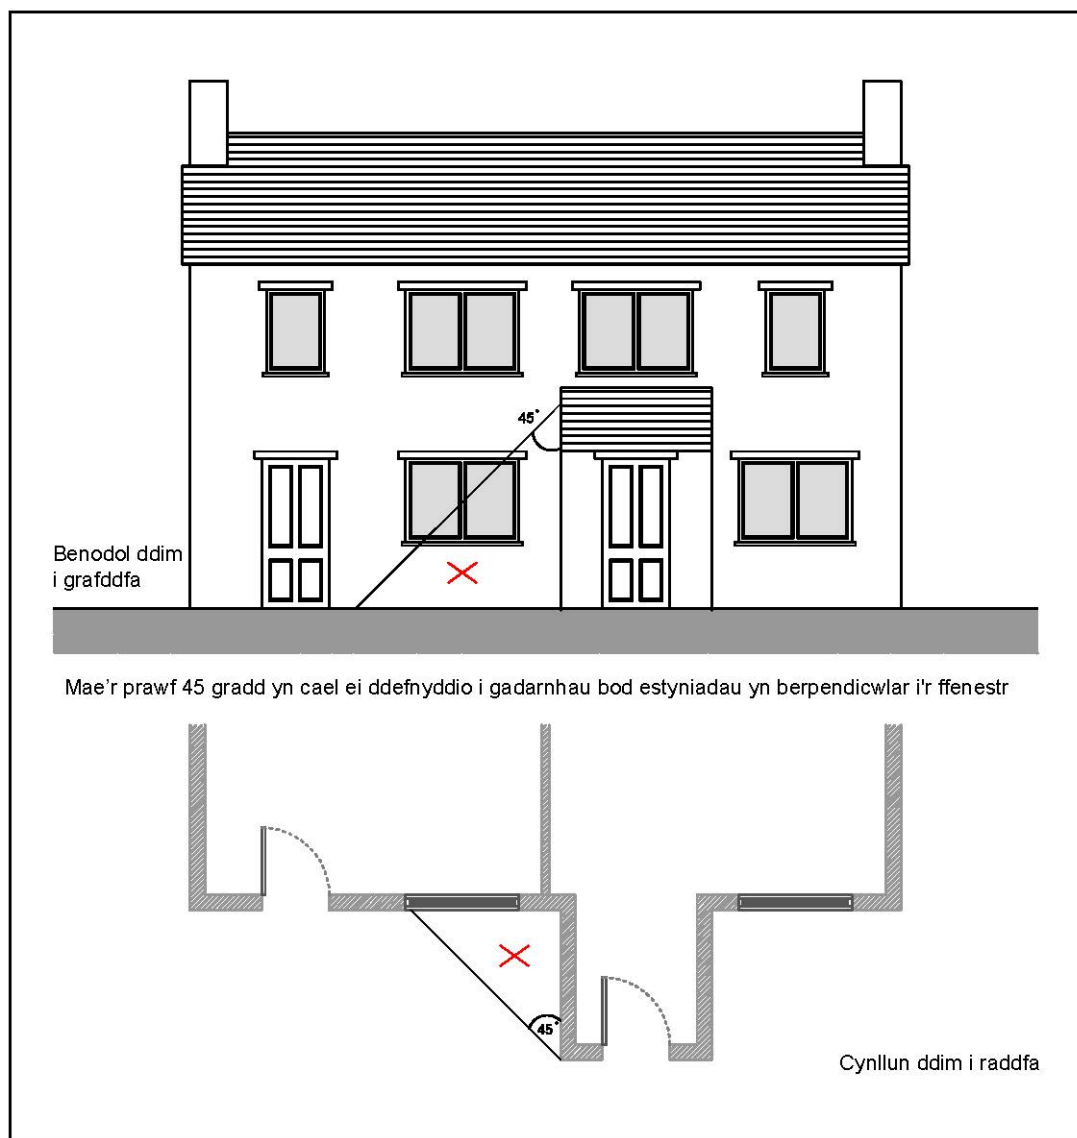 45°
Benodol ddim
i grafddfa
Mae'r prawf 45 gradd yn cael ei ddefnyddio i gadarnhau bod estyniadau yn berpendicwlar i'r ffenestr
45°
Cynllun ddim i raddfa